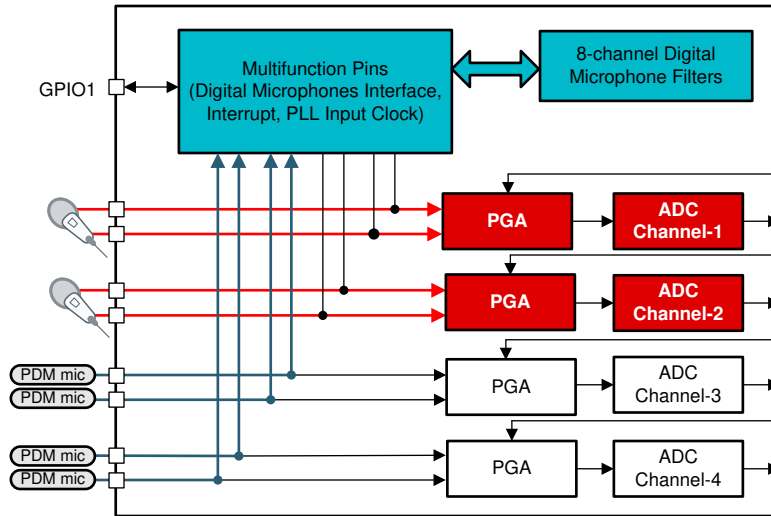 GPIO1
Multifunction Pins
(Digital Microphones Interface,
Interrupt, PLL Input Clock)
8-channel Digital
Microphone Filters
PGA
ADC
Channel-1
PGA
ADC
Channel-2
PDM mic
PDM mic
PGA
ADC
Channel-3
PDM mic
PDM mic
PGA
ADC
Channel-4